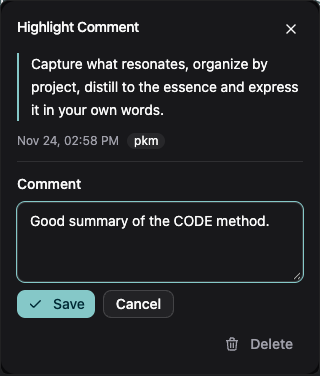 Highlight Comment
Capture what resonates, organize by
project, distill to the essence and express
it in your own words.
Nov 24, 02:58 PM pkm
Comment
Good summary of the CODE method.
Save Cancel
Delete